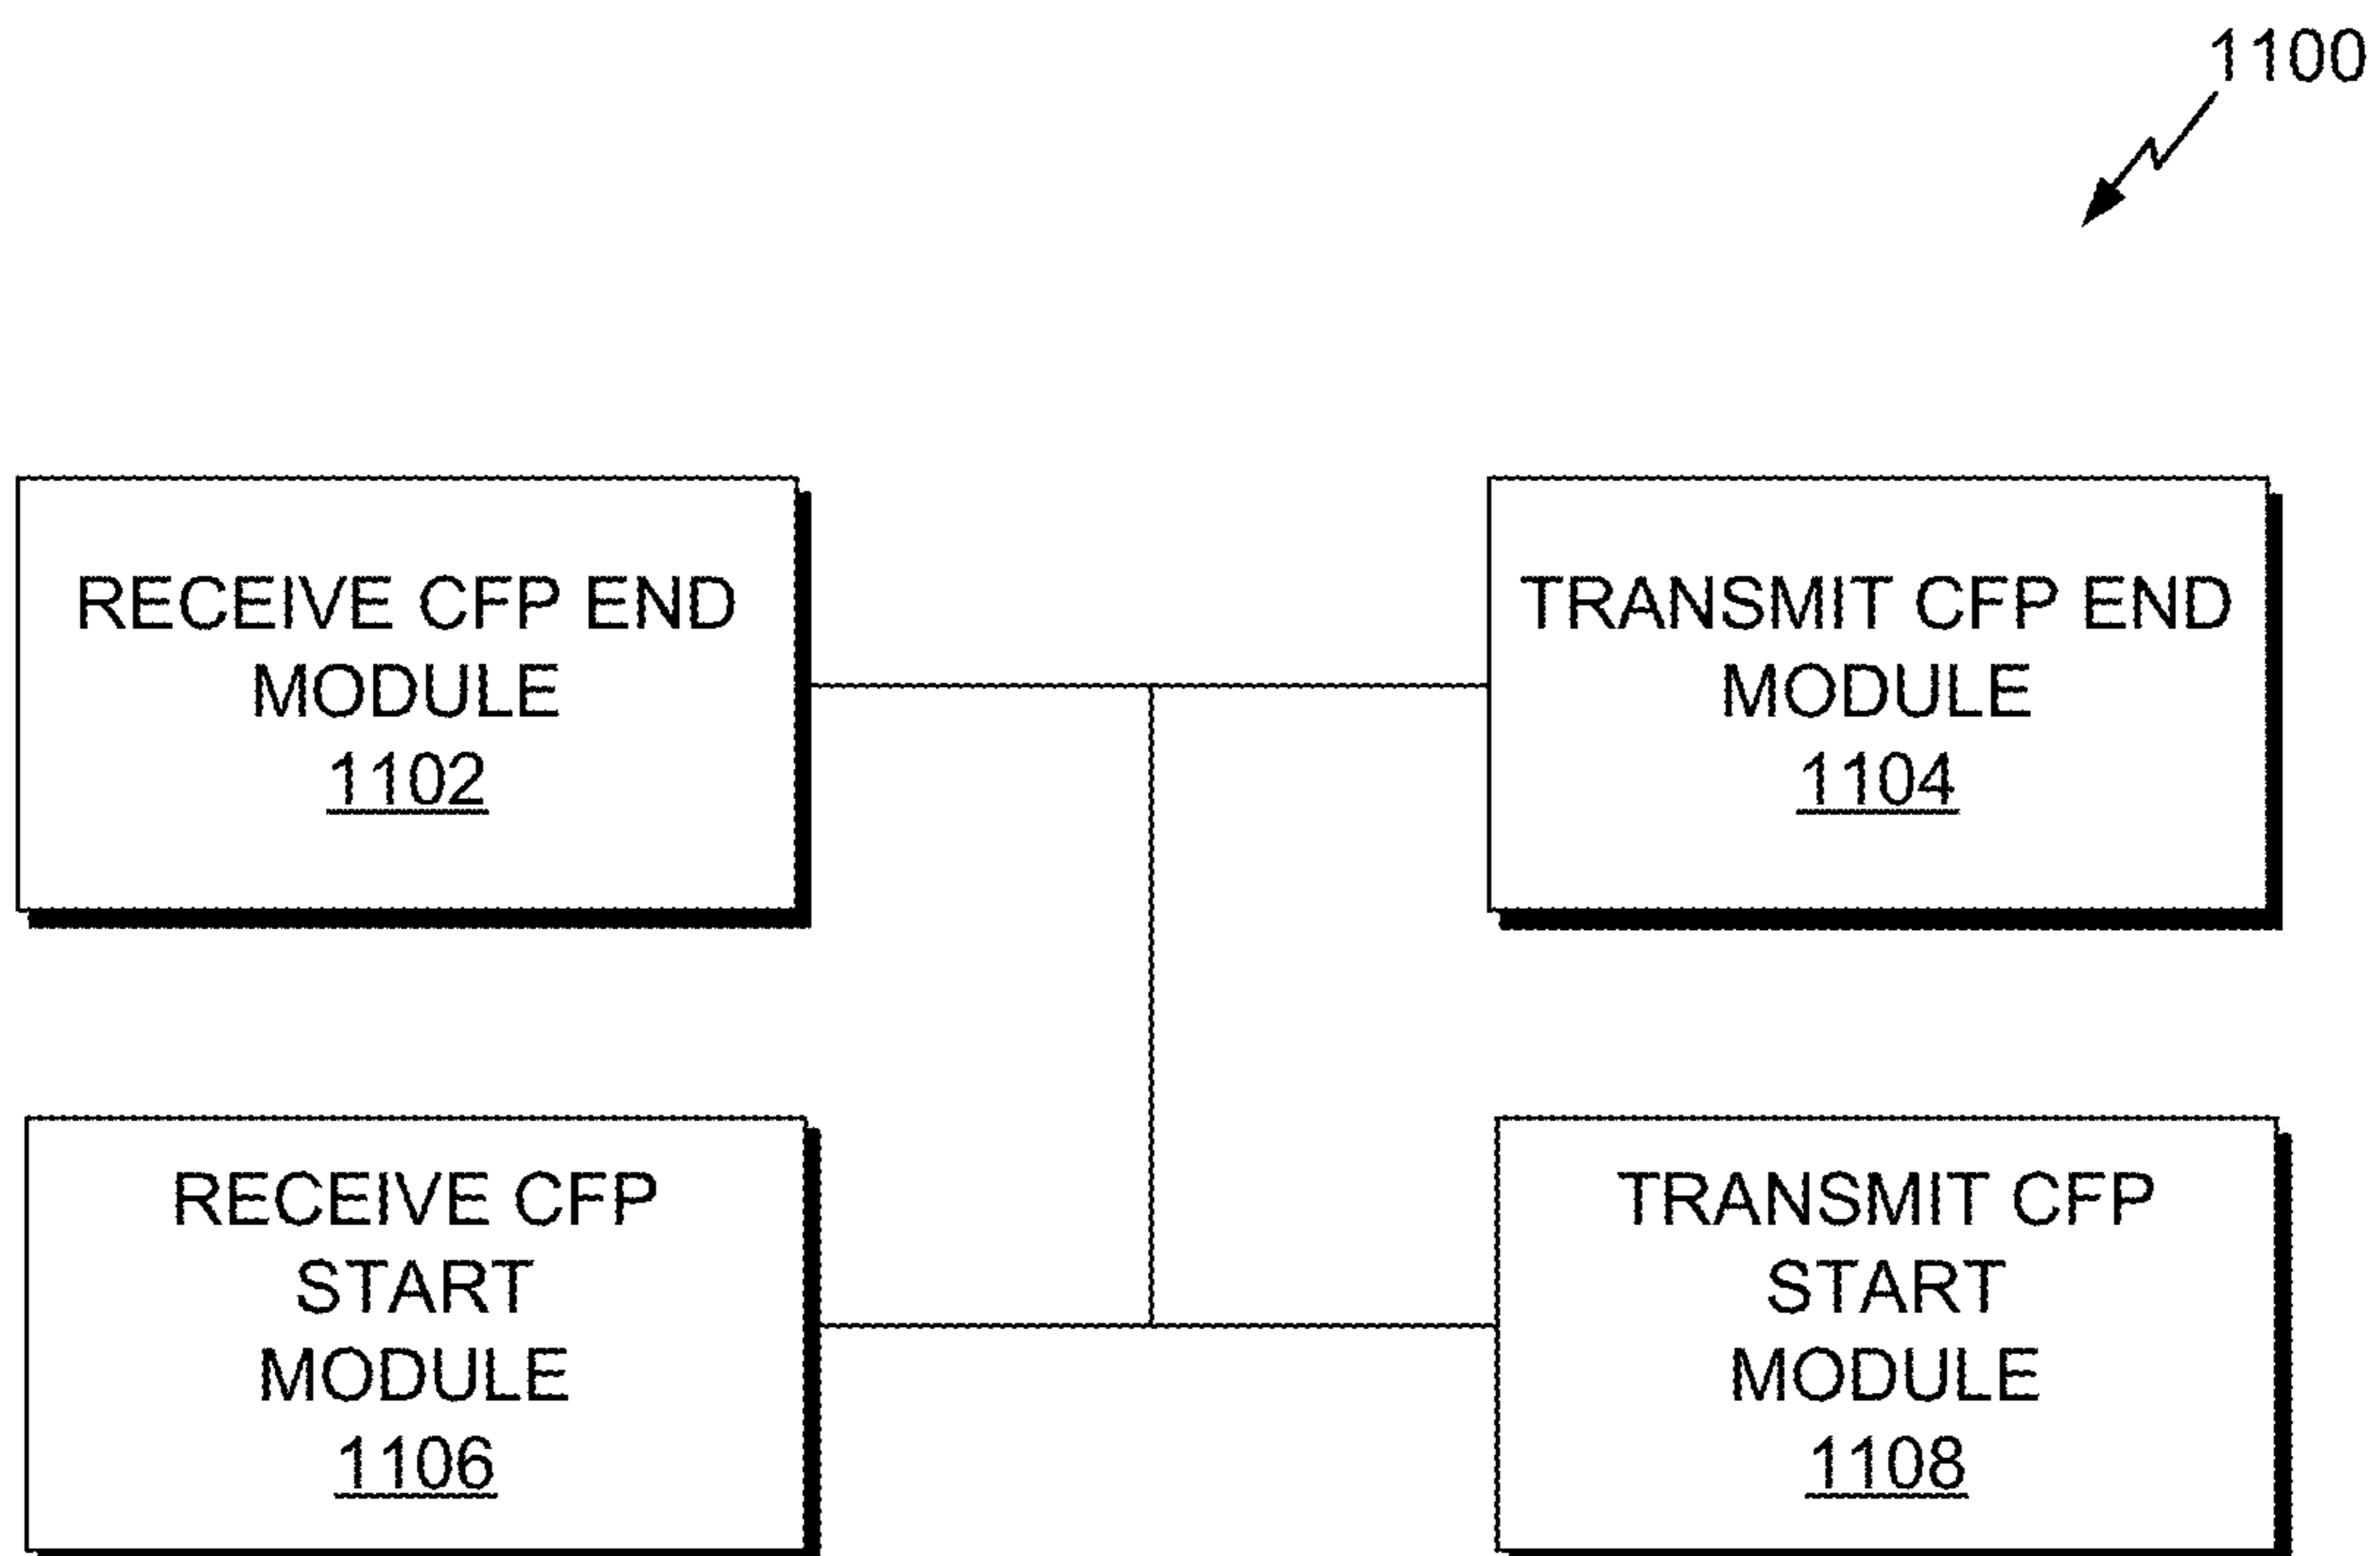 1100
RECEIVE CFP END
MODULE
1102
TRANSMIT CFP END
MODULE
1104
RECEIVE CFP
START
MODULE
1106
TRANSMIT CFP
START
MODULE
1108